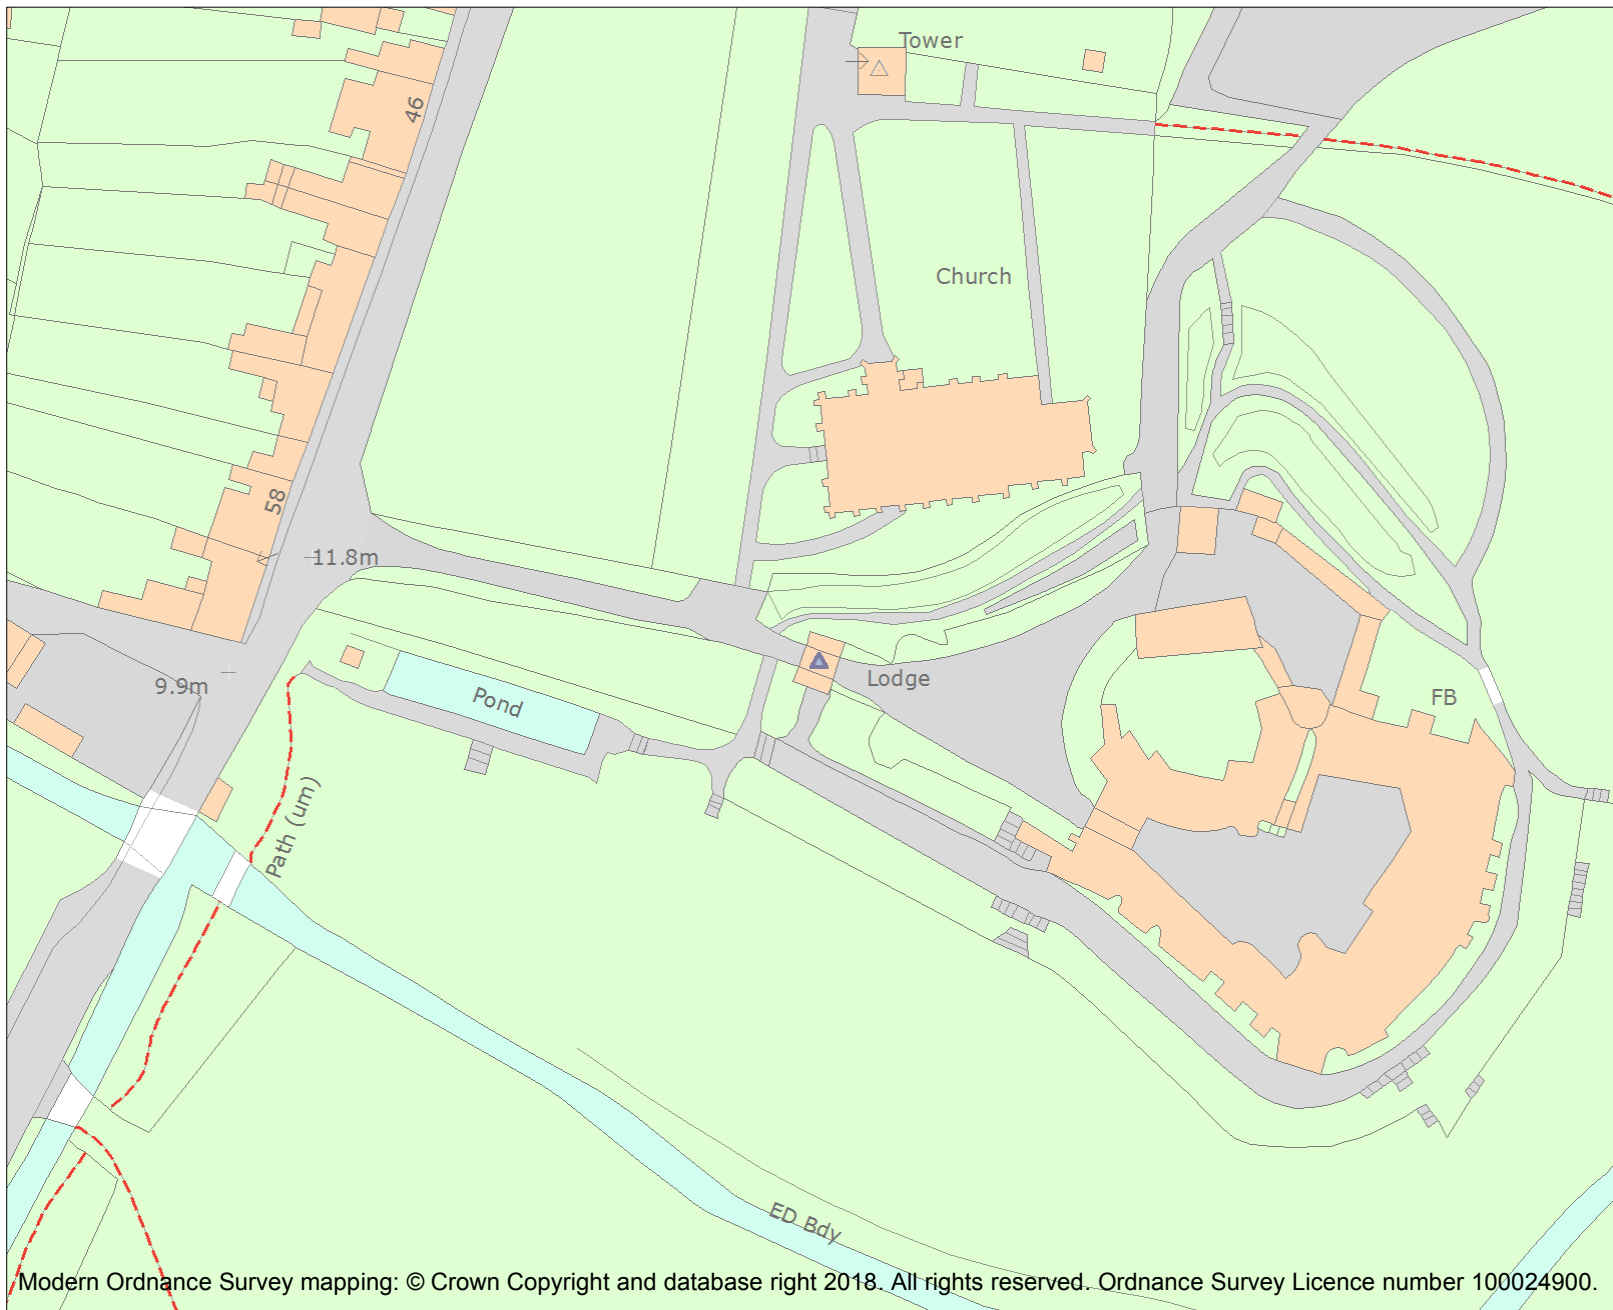 Tower
46
Church
58
11.8m
Lodge
9.9m
Pond
FB
Path (um)
ED Bdy
Modern Ordnance Survey mapping: © Crown Copyright and database right 2018. All rights reserved. Ordnance Survey Licence number 100024900.